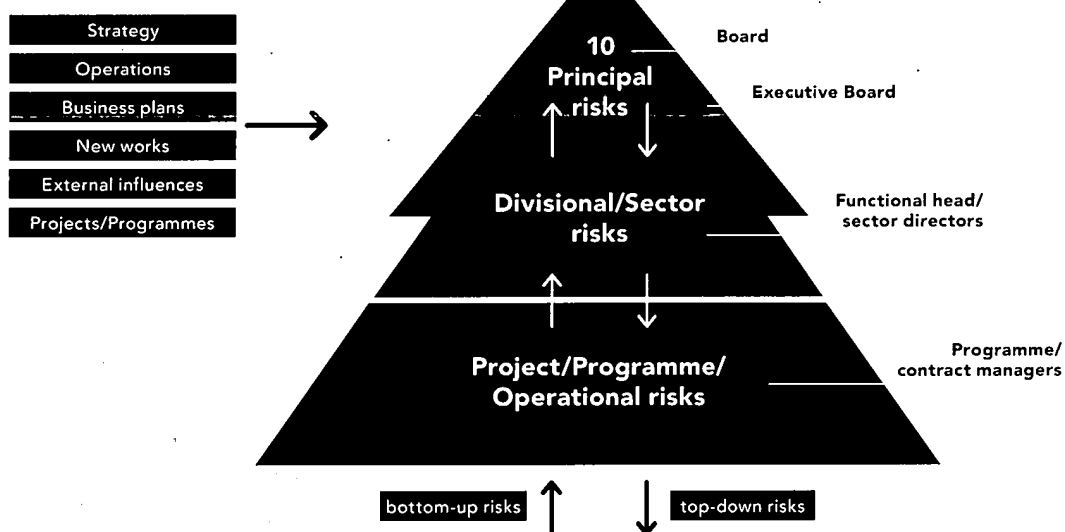 Strategy
Operations
Business plans
New works
External influences
Projects/Programmes
10
Principal
risks
Board
Executive Board
Divisional/Sector
risks
Functional head/
sector directors
Project/Programme/
Operational risks
Programme/
contract managers
bottom-up risks
top-down risks